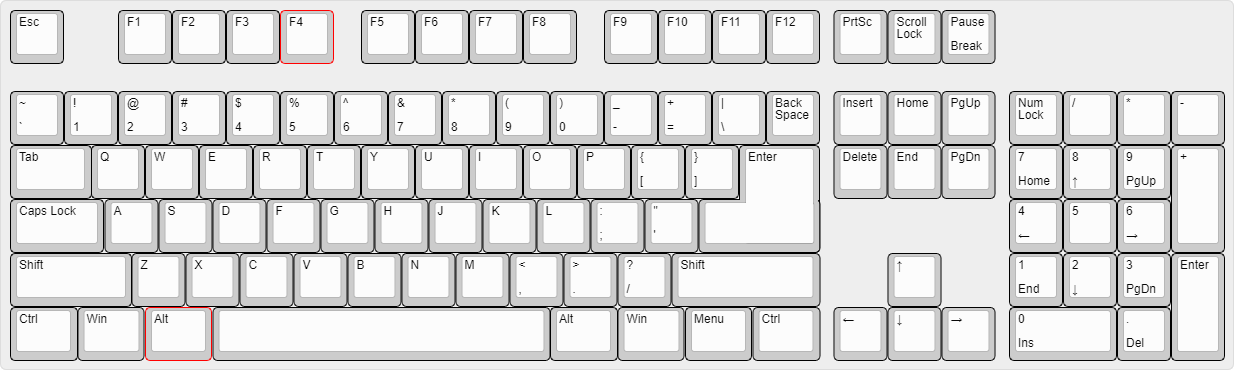 Esc F1 F2 F3 F4 F5 F6 F7 F8 F9 F10 F11 F12 PrtSc Scroll Pause
Lock Break
~ ! @ # $ % ^ & * ( ) _ + | Back Insert Home PgUp Num / * -
Space Lock
` 1 2 3 4 5 6 7 8 9 0 - = \
Tab Q W E R T Y U I O P { } Enter Delete End PgDn 7 8 9 +
[ ] Home ↑ PgUp
Caps Lock A S D F G H J K L : " 4 5 6
; ' ← →
Shift Z X C V B N M < > ? Shift ↑ 1 2 3 Enter
, . / End ↓ PgDn
Ctrl Win Alt Alt Win Menu Ctrl ← ↓ → 0 .
Ins Del